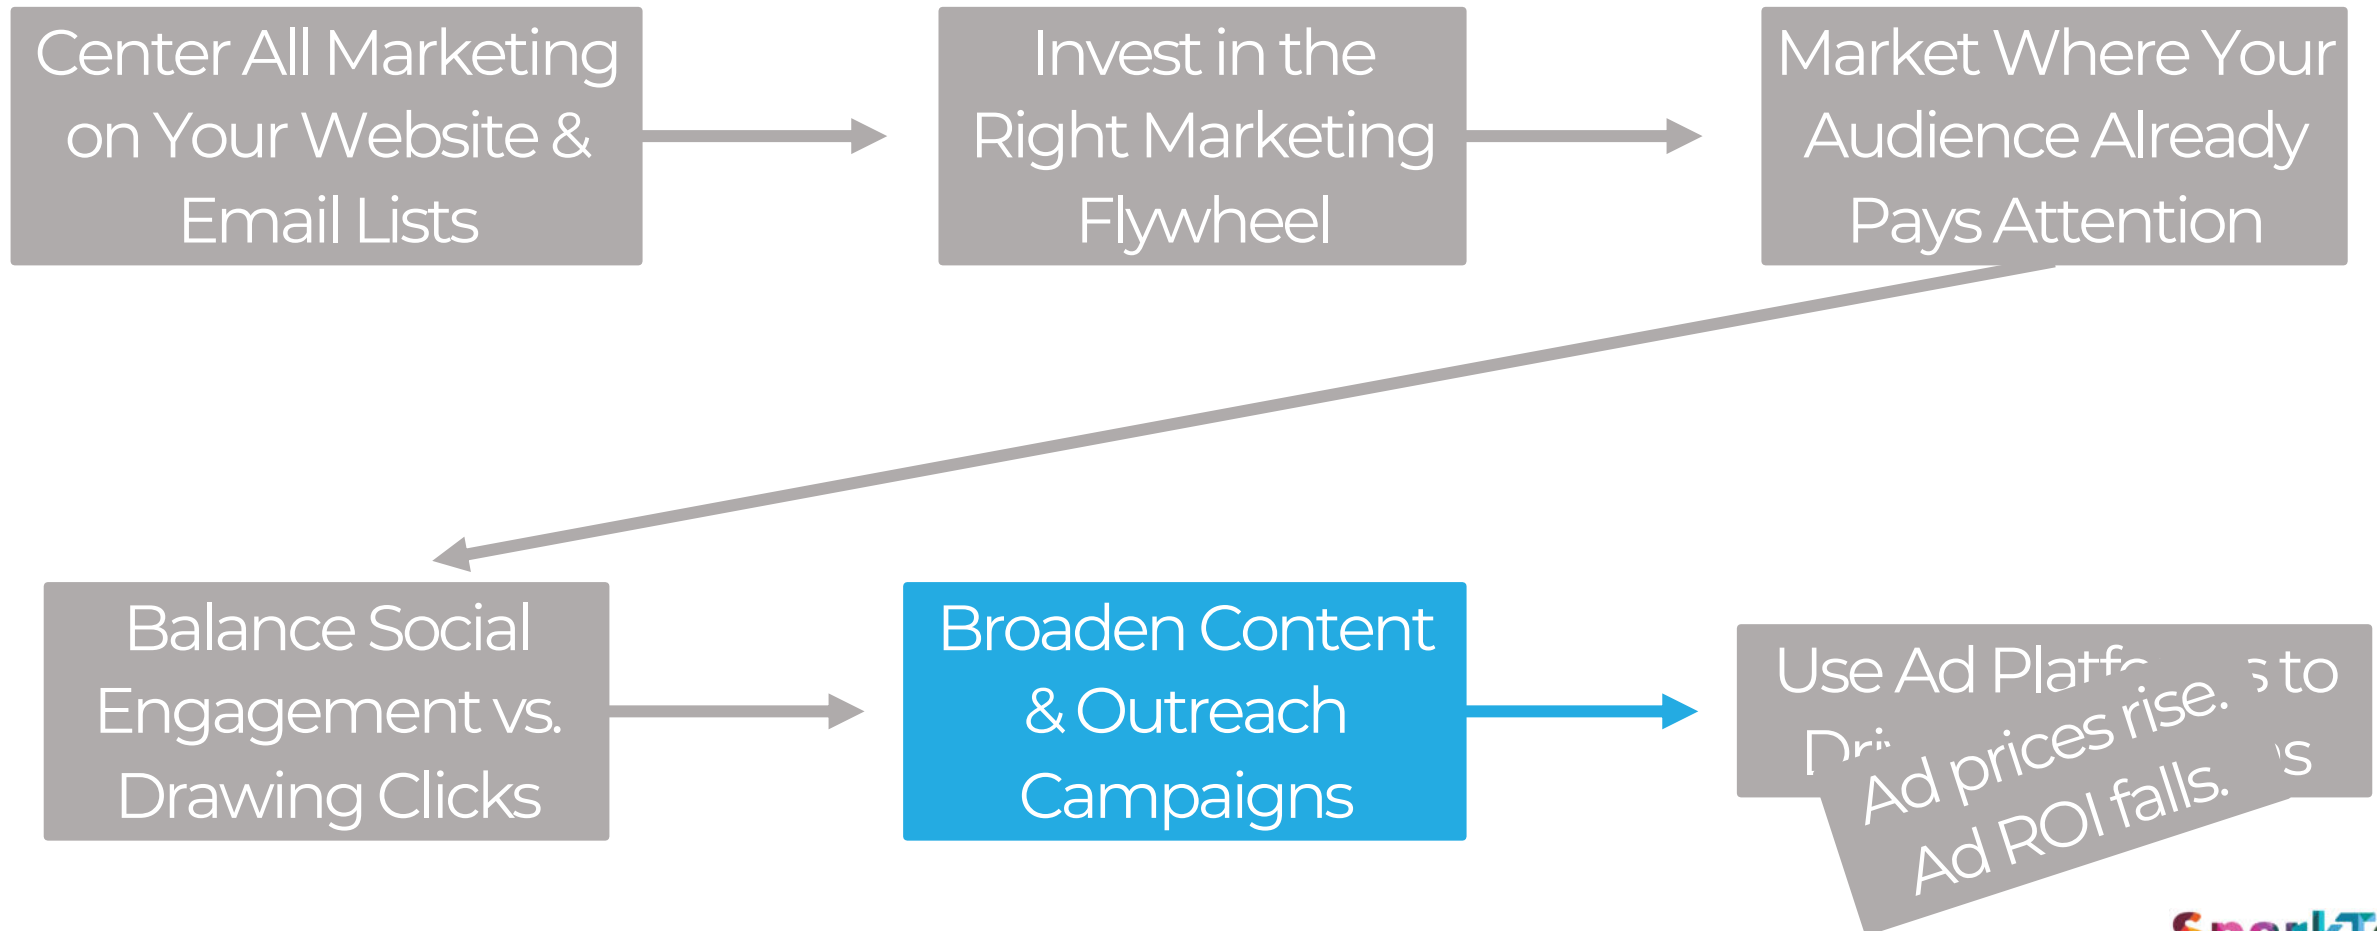 Center All Marketing
on Your Website &
Email Lists
Invest in the
Right Marketing
Flywheel
Market Where Your
Audience Already
Pays Attention
Balance Social
Engagement vs.
Drawing Clicks
Broaden Content
& Outreach
Campaigns
Use Ad to
Ad prices rise.
Ad ROI falls.